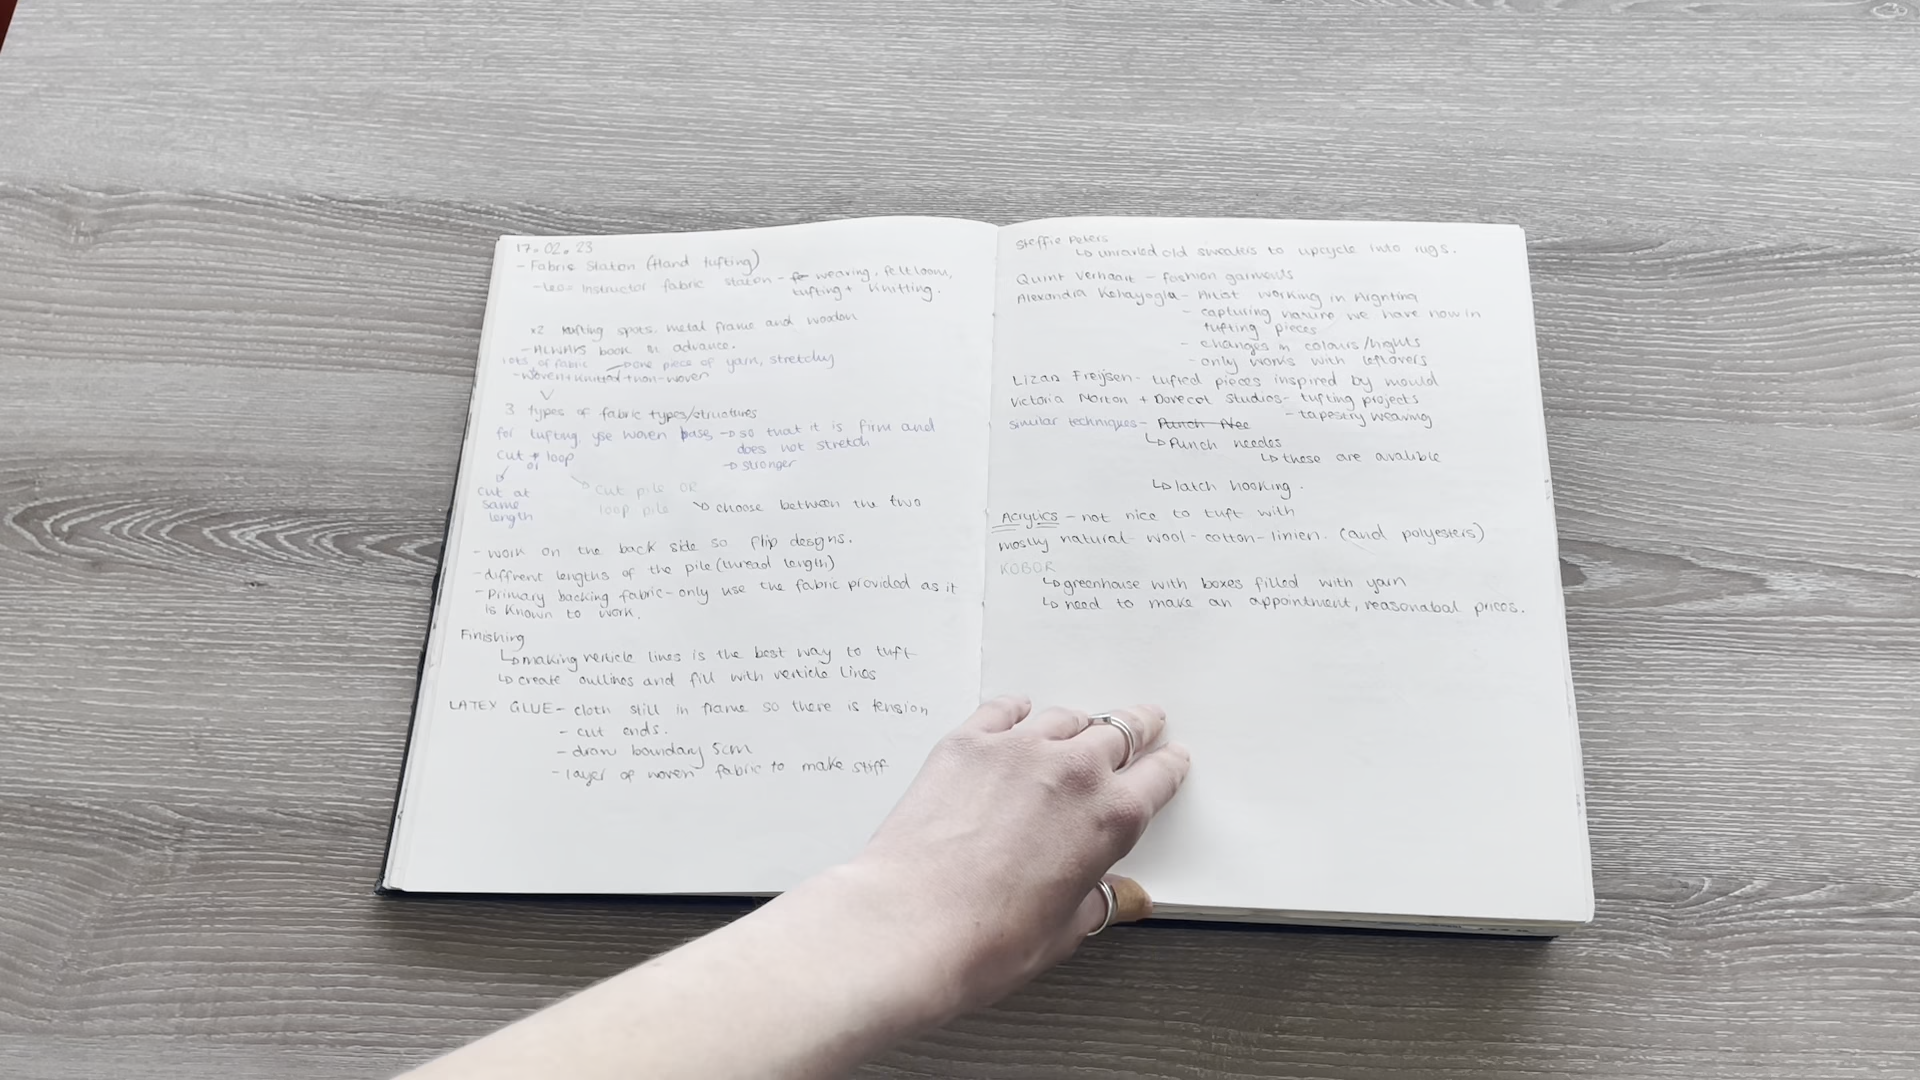 17.02.23
- Fabric Station (Hand tufting)
- Leo = Instructor fabric station - weaving, felt loom,
tufting + knitting.
x2 tufting spots. metal frame and wooden
- ALWAYS book in advance.
lots of fabric one piece of yarn, stretchy
- woven + knitted + non-woven
3 types of fabric types/structures
for tufting yse woven base so that it is firm and
does not stretch
stronger
cut + loop
or
cut at
same
length
cut pile OR
loop pile
choose between the two
- work on the back side so flip designs.
- diffrent lengths of the pile (thread length)
- Primary backing fabric - only use the fabric provided as it
is known to work.
Finishing
making verticle lines is the best way to tuft
create outlines and fill with verticle lines
LATEX GLUE - cloth still in frame so there is tension
- cut ends.
- draw boundary 5cm
- layer of woven fabric to make stiff
Steffie Peters
unraveled old sweaters to upcycle into rugs.
Quint Verhaart - fashion garments
Alexandra Kehayogla - Artist working in Argnting
- capturing nature we have now in
tufting pieces
- changes in colours/hights
- only works with leftovers
Lizan Freijsen - tufted pieces inspired by mould
Victoria Norton + Dovecot Studios - tufting projects
- tapestry weaving
simular techniques - Punch Nee
Punch needles
these are avalible
latch hooking.
Acrylics - not nice to tuft with
mostly natural - wool - cotton - linien. (and polyesters)
KOBOR
greenhouse with boxes filled with yarn
need to make an appointment, reasonabal prices.